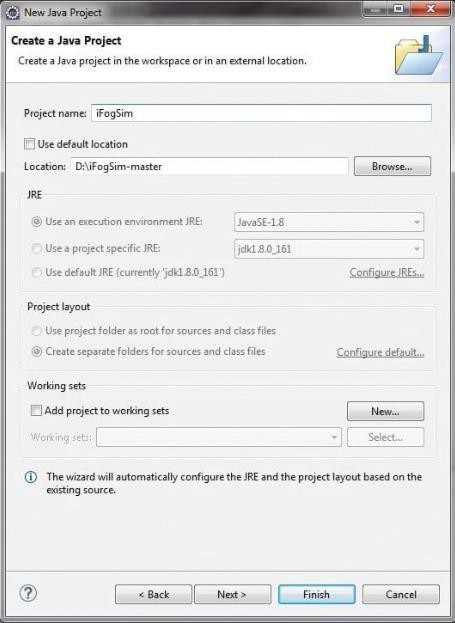 New Java Project
Create a Java Project
Create a Java project in the workspace or in an external location.
Project name: iFogSim
Use default location
Location: D:\iFogSim-master Browse...
JRE
Use an execution environment JRE: JavaSE-1.8
Use a project specific JRE: jdk1.8.0_161
Use default JRE (currently 'jdk1.8.0_161') Configure JREs...
Project layout
Use project folder as root for sources and class files
Create separate folders for sources and class files Configure default...
Working sets
Add project to working sets New...
Working sets: Select...
The wizard will automatically configure the JRE and the project layout based on the
existing source.
? < Back Next > Finish Cancel